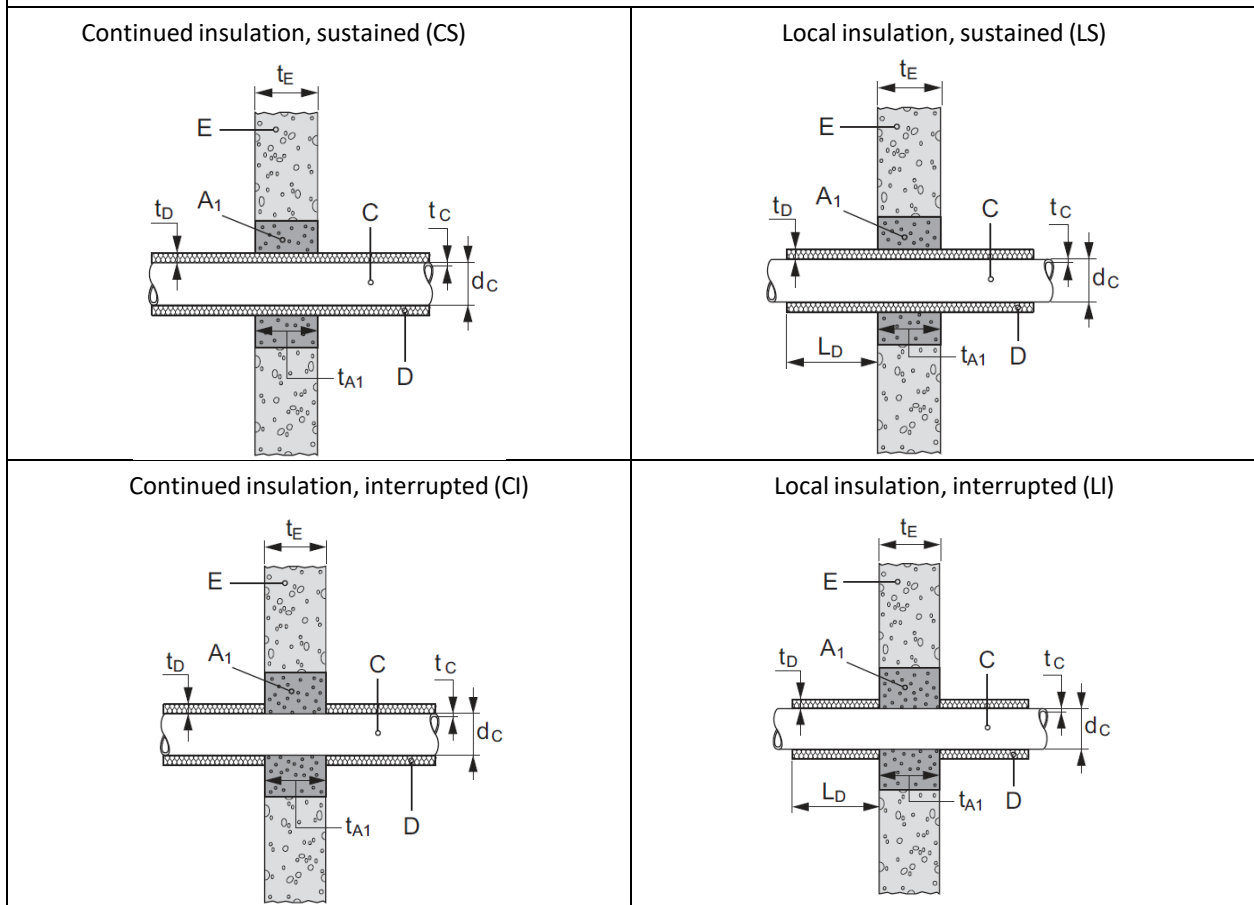 Continued insulation, sustained (CS)
tE
E
A1
C
tD
tC
dC
tA1
D
Local insulation, sustained (LS)
tE
E
A1
C
tD
tC
dC
LD
tA1
D
Continued insulation, interrupted (CI)
tE
E
A1
C
tD
tC
dC
tA1
D
Local insulation, interrupted (LI)
tE
E
A1
C
tD
tC
dC
LD
tA1
D